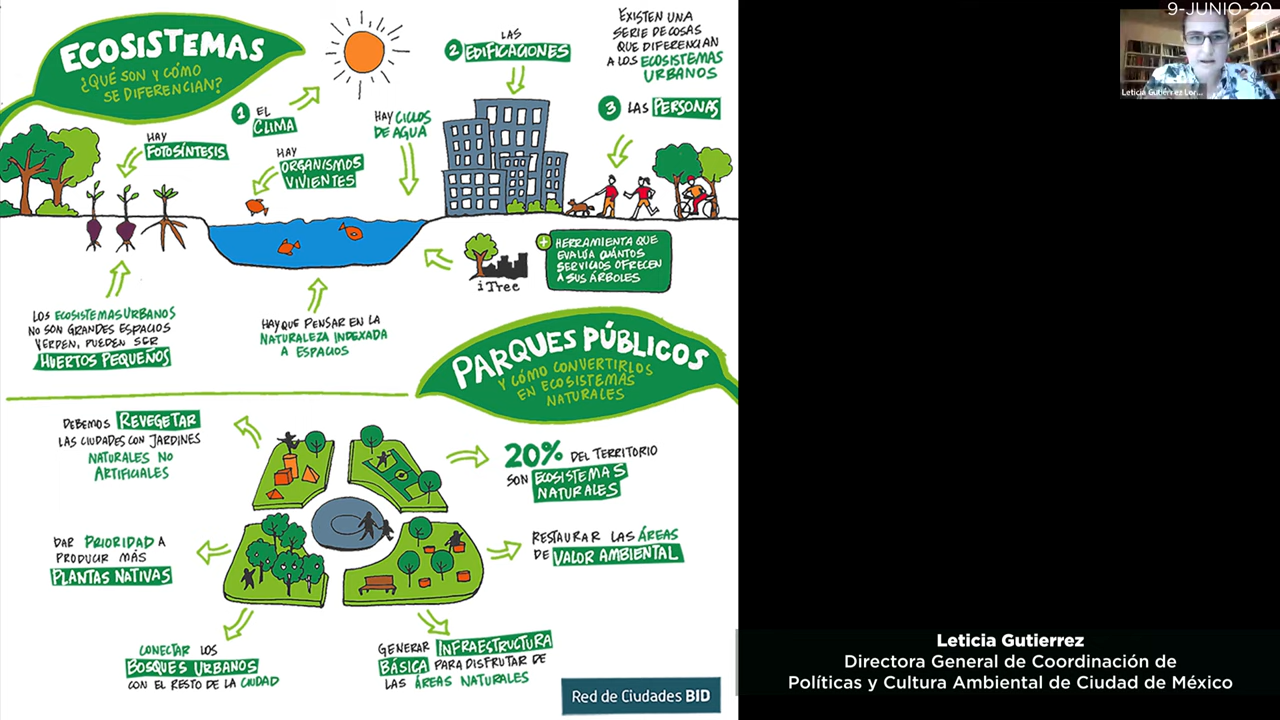 ECOSISTEMAS
¿QUÉ SON Y CÓMO
SE DIFERENCIAN?
1 EL
CLIMA
HAY
FOTOSÍNTESIS
HAY
ORGANISMOS
VIVIENTES
HAY CICLOS
DE AGUA
2 LAS
EDIFICACIONES
EXISTEN UNA
SERIE DE COSAS
QUE DIFERENCIAN
A LOS ECOSISTEMAS
URBANOS
3 LAS PERSONAS
iTree
+ HERRAMIENTA QUE
EVALÚA CUÁNTOS
SERVICIOS OFRECEN
A SUS ÁRBOLES
LOS ECOSISTEMAS URBANOS
NO SON GRANDES ESPACIOS
VERDEN, PUEDEN SER
HUERTOS PEQUEÑOS
HAY QUE PENSAR EN LA
NATURALEZA INDEXADA
A ESPACIOS
PARQUES PÚBLICOS
Y CÓMO CONVERTIRLOS
EN ECOSISTEMAS
NATURALES
DEBEMOS REVEGETAR
LAS CIUDADES CON JARDINES
NATURALES NO
ARTIFICIALES
20% DEL TERRITORIO
SON ECOSISTEMAS
NATURALES
DAR PRIORIDAD A
PRODUCIR MÁS
PLANTAS NATIVAS
RESTAURAR LAS ÁREAS
DE VALOR AMBIENTAL
CONECTAR LOS
BOSQUES URBANOS
CON EL RESTO DE LA CIUDAD
GENERAR INFRAESTRUCTURA
BÁSICA PARA DISFRUTAR DE
LAS ÁREAS NATURALES
Red de Ciudades BID
9-JUNIO-20
Leticia Gutiérrez Lor...
Leticia Gutierrez
Directora General de Coordinación de
Políticas y Cultura Ambiental de Ciudad de México